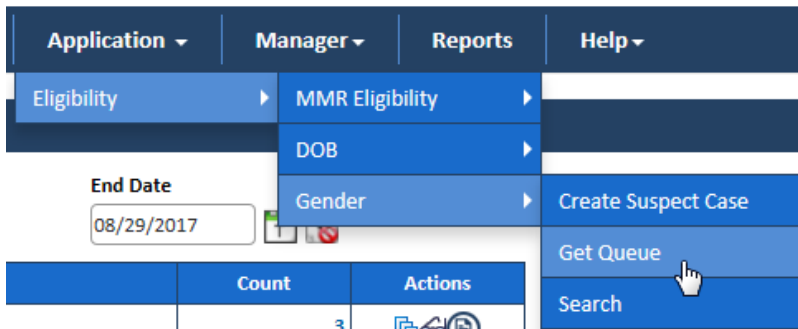 Application Manager Reports Help
Eligibility MMR Eligibility
DOB
End Date
Gender Create Suspect Case
08/29/2017
Get Queue
Count Actions
Search
3